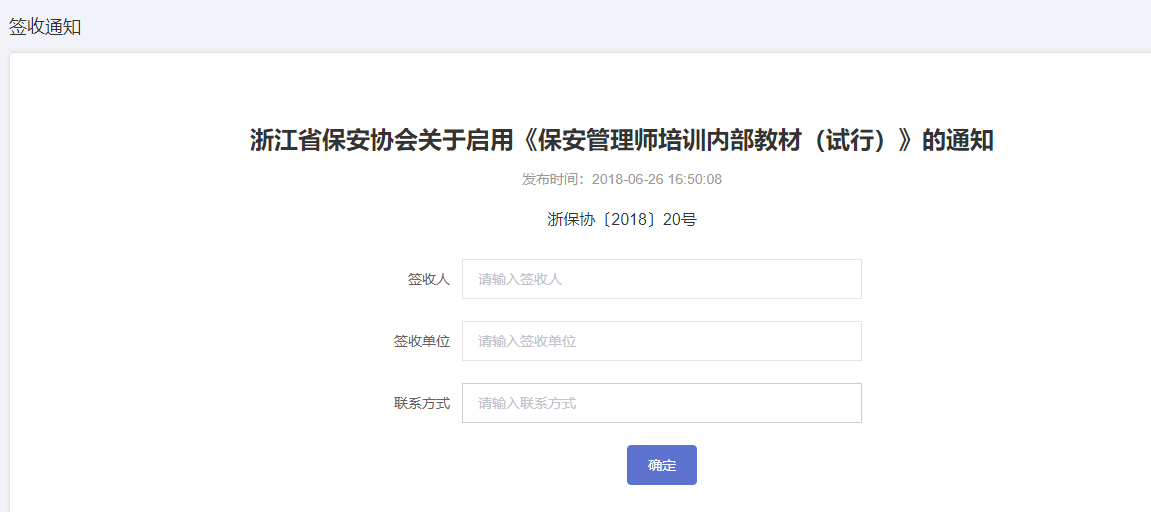 签收通知
浙江省保安协会关于启用《保安管理师培训内部教材（试行）》的通知
发布时间：2018-06-26 16:50:08
浙保协〔2018〕20号
签收人 请输入签收人
签收单位 请输入签收单位
联系方式 请输入联系方式
确定